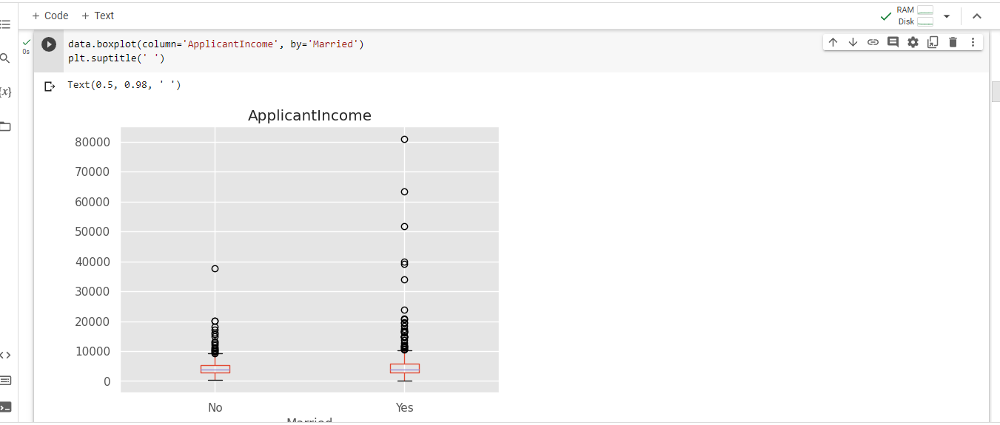 + Code + Text
RAM
Disk
{x}
0s
data.boxplot(column='ApplicantIncome', by='Married')
plt.suptitle(' ')
Text(0.5, 0.98, ' ')
ApplicantIncome
80000
70000
60000
50000
40000
30000
20000
10000
0
No Yes
Married